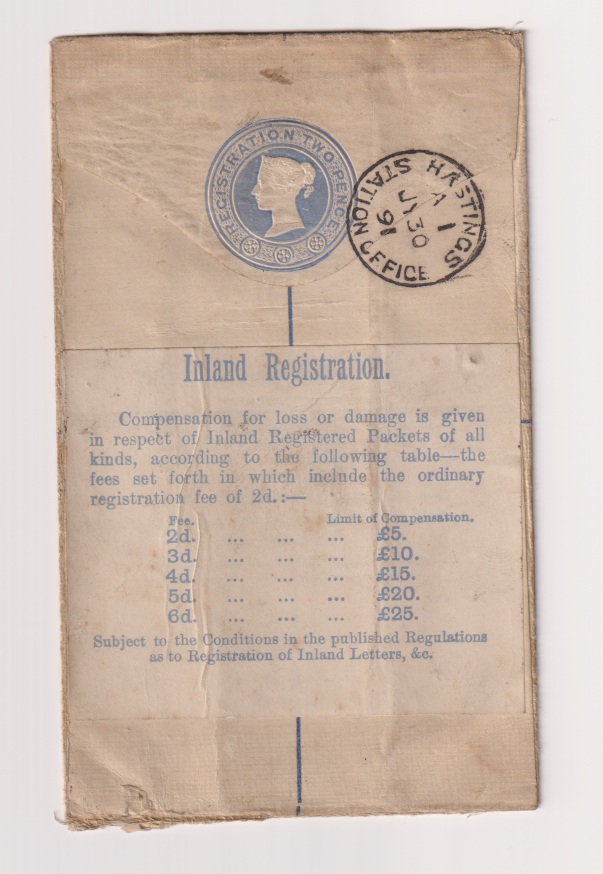 REGISTRATION TWO PENCE
HASTINGS STATION OFFICE
1
JY 30
91
Inland Registration.
Compensation for loss or damage is given
in respect of Inland Registered Packets of all
kinds, according to the following table—the
fees set forth in which include the ordinary
registration fee of 2d.:—
Fee. Limit of Compensation.
2d. ... ... ... £5.
3d. ... ... ... £10.
4d. ... ... ... £15.
5d. ... ... ... £20.
6d. ... ... ... £25.
Subject to the Conditions in the published Regulations
as to Registration of Inland Letters, &c.